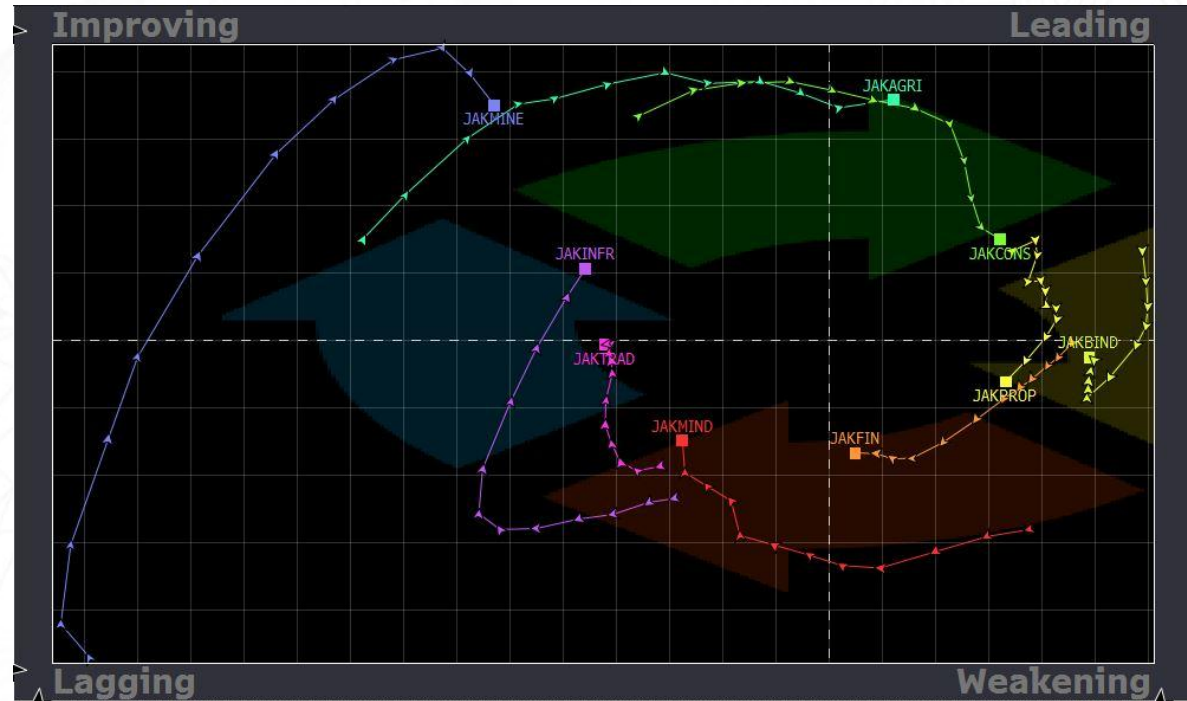 Improving
Leading
JAKAGRI
JAKMINE
JAKCONS
JAKINFR
JAKTRAD
JAKBIND
JAKPROP
JAKMIND
JAKFIN
Lagging
Weakening